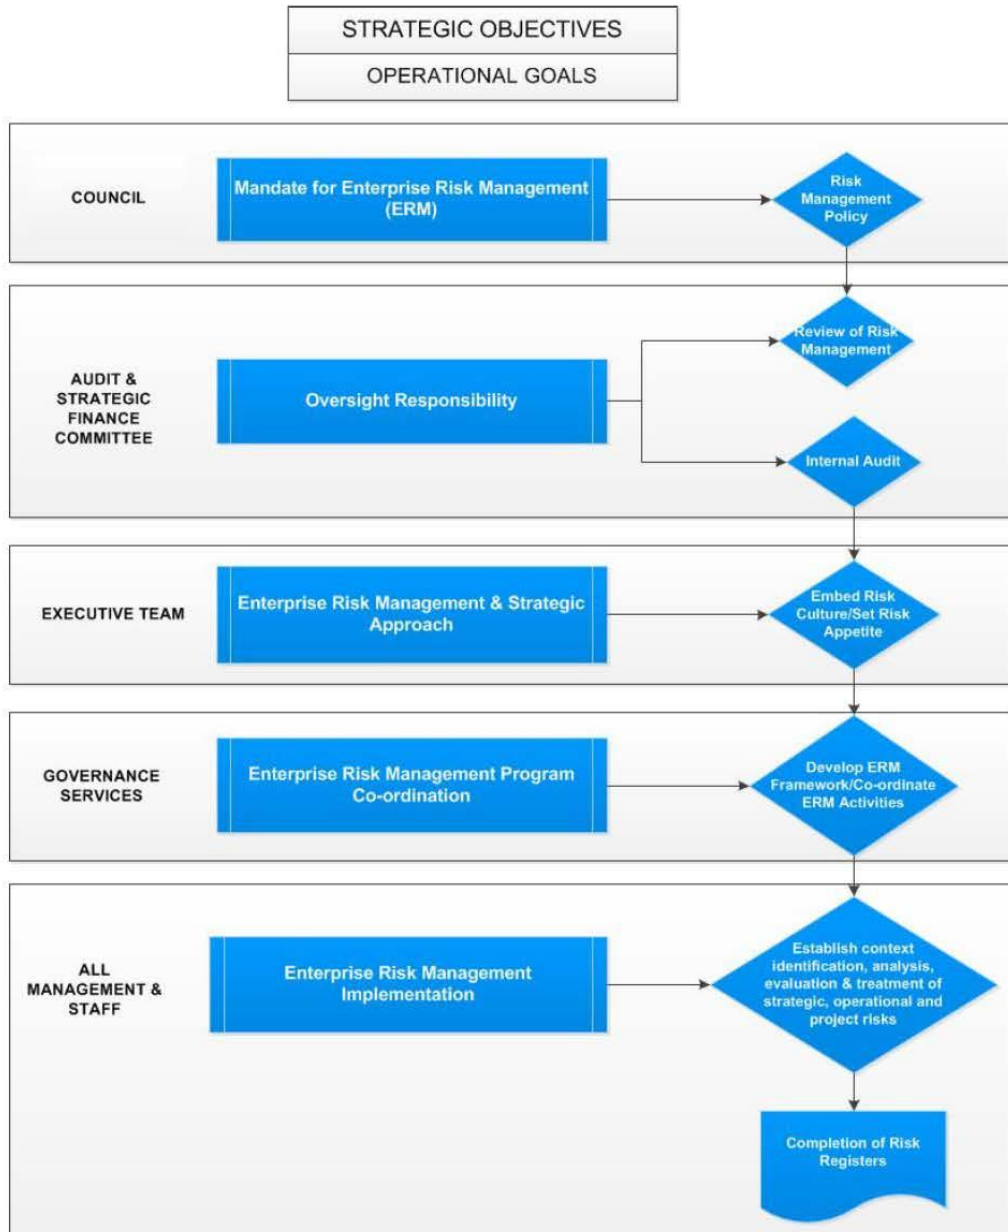 STRATEGIC OBJECTIVES
OPERATIONAL GOALS
COUNCIL
Mandate for Enterprise Risk Management
(ERM)
Risk
Management
Policy
AUDIT &
STRATEGIC
FINANCE
COMMITTEE
Oversight Responsibility
Review of Risk
Management
Internal Audit
EXECUTIVE TEAM
Enterprise Risk Management & Strategic
Approach
Embed Risk
Culture/Set Risk
Appetite
GOVERNANCE
SERVICES
Enterprise Risk Management Program
Co-ordination
Develop ERM
Framework/Co-ordinate
ERM Activities
ALL
MANAGEMENT &
STAFF
Enterprise Risk Management
Implementation
Establish context
identification, analysis,
evaluation & treatment of
strategic, operational and
project risks
Completion of Risk
Registers